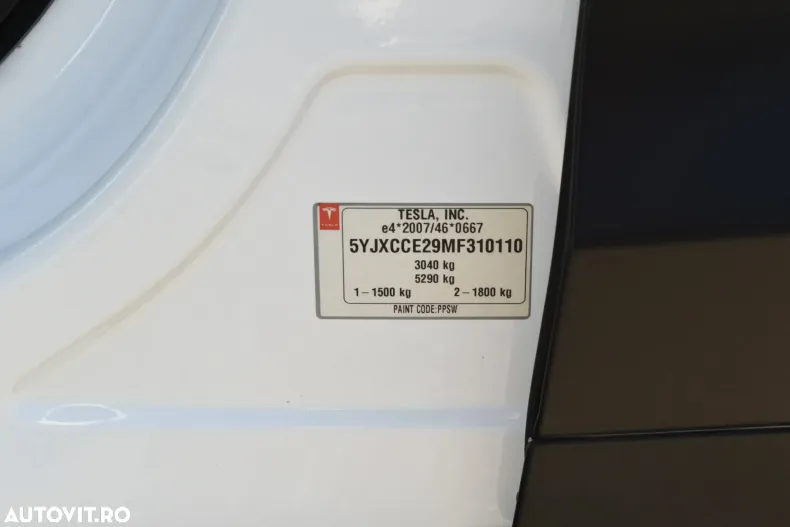 TESLA
TESLA, INC.
e4*2007/46*0667
5YJXCCE29MF310110
3040 kg
5290 kg
1 – 1500 kg 2 – 1800 kg
PAINT CODE:PPSW
AUTOVIT.RO